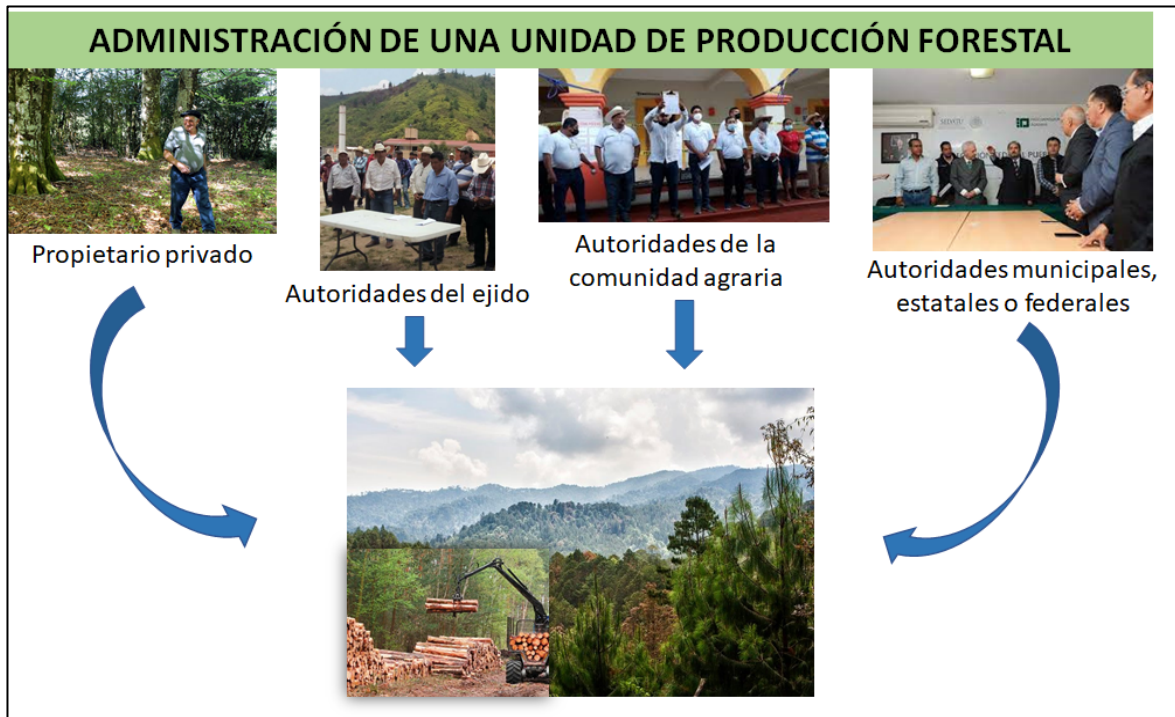 ADMINISTRACIÓN DE UNA UNIDAD DE PRODUCCIÓN FORESTAL
Propietario privado
Autoridades del ejido
Autoridades de la
comunidad agraria
Autoridades municipales,
estatales o federales
SEDATU